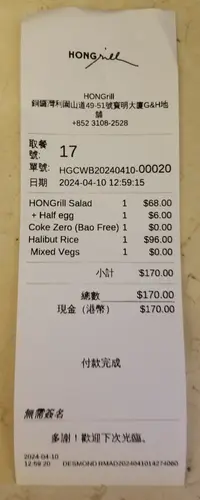 HONGrill
HONGrill
銅鑼灣利園山道49-51號寶明大廈G&H地
舖
+852 3108-2528
取餐號: 17
單號: HGCWB20240410-00020
日期 2024-04-10 12:59:15
HONGrill Salad 1 $68.00
+ Half egg 1 $6.00
Coke Zero (Bao Free) 1 $0.00
Halibut Rice 1 $96.00
Mixed Vegs 1 $0.00
小計 $170.00
總數 $170.00
現金（港幣） $170.00
付款完成
無需簽名
多謝！歡迎下次光臨。
2024-04-10
12:59:20 DESMOND BMAD2024041014274060